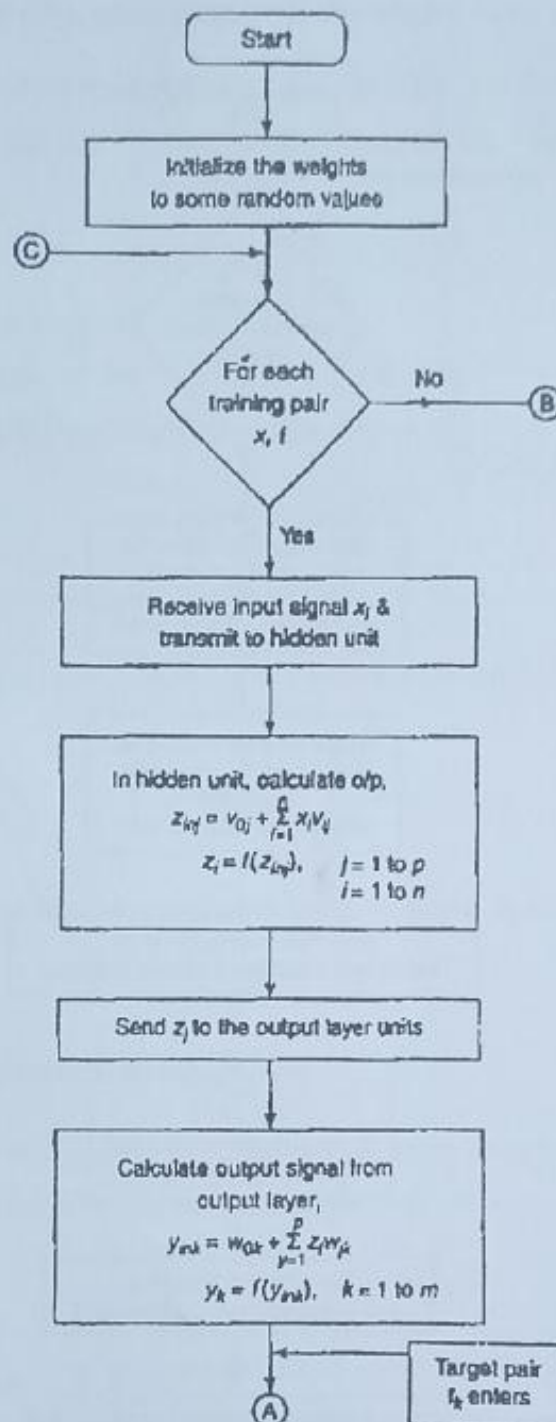 Start
Initialize the weights
to some random values
C
For each
training pair
x, t
No
B
Yes
Receive input signal xᵢ &
transmit to hidden unit
In hidden unit, calculate o/p,
z_inj = v₀ⱼ + Σ xᵢvᵢⱼ
i=1
n
zⱼ = f(z_inj), j = 1 to p
i = 1 to n
Send zⱼ to the output layer units
Calculate output signal from
output layer,
p
y_ink = w₀ₖ + Σ zⱼwⱼₖ
j=1
yₖ = f(y_ink), k = 1 to m
Target pair
tₖ enters
A